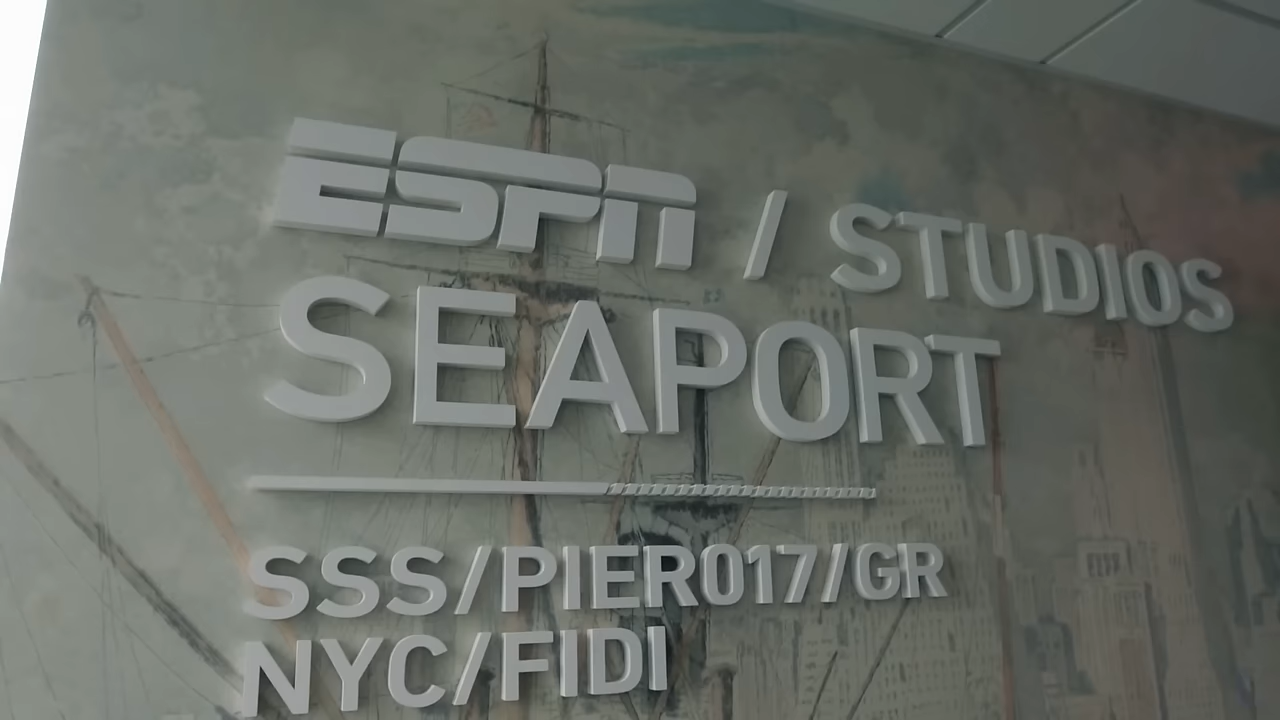 ESPN / STUDIOS
SEAPORT
SSS/PIER017/GR
NYC/FIDI